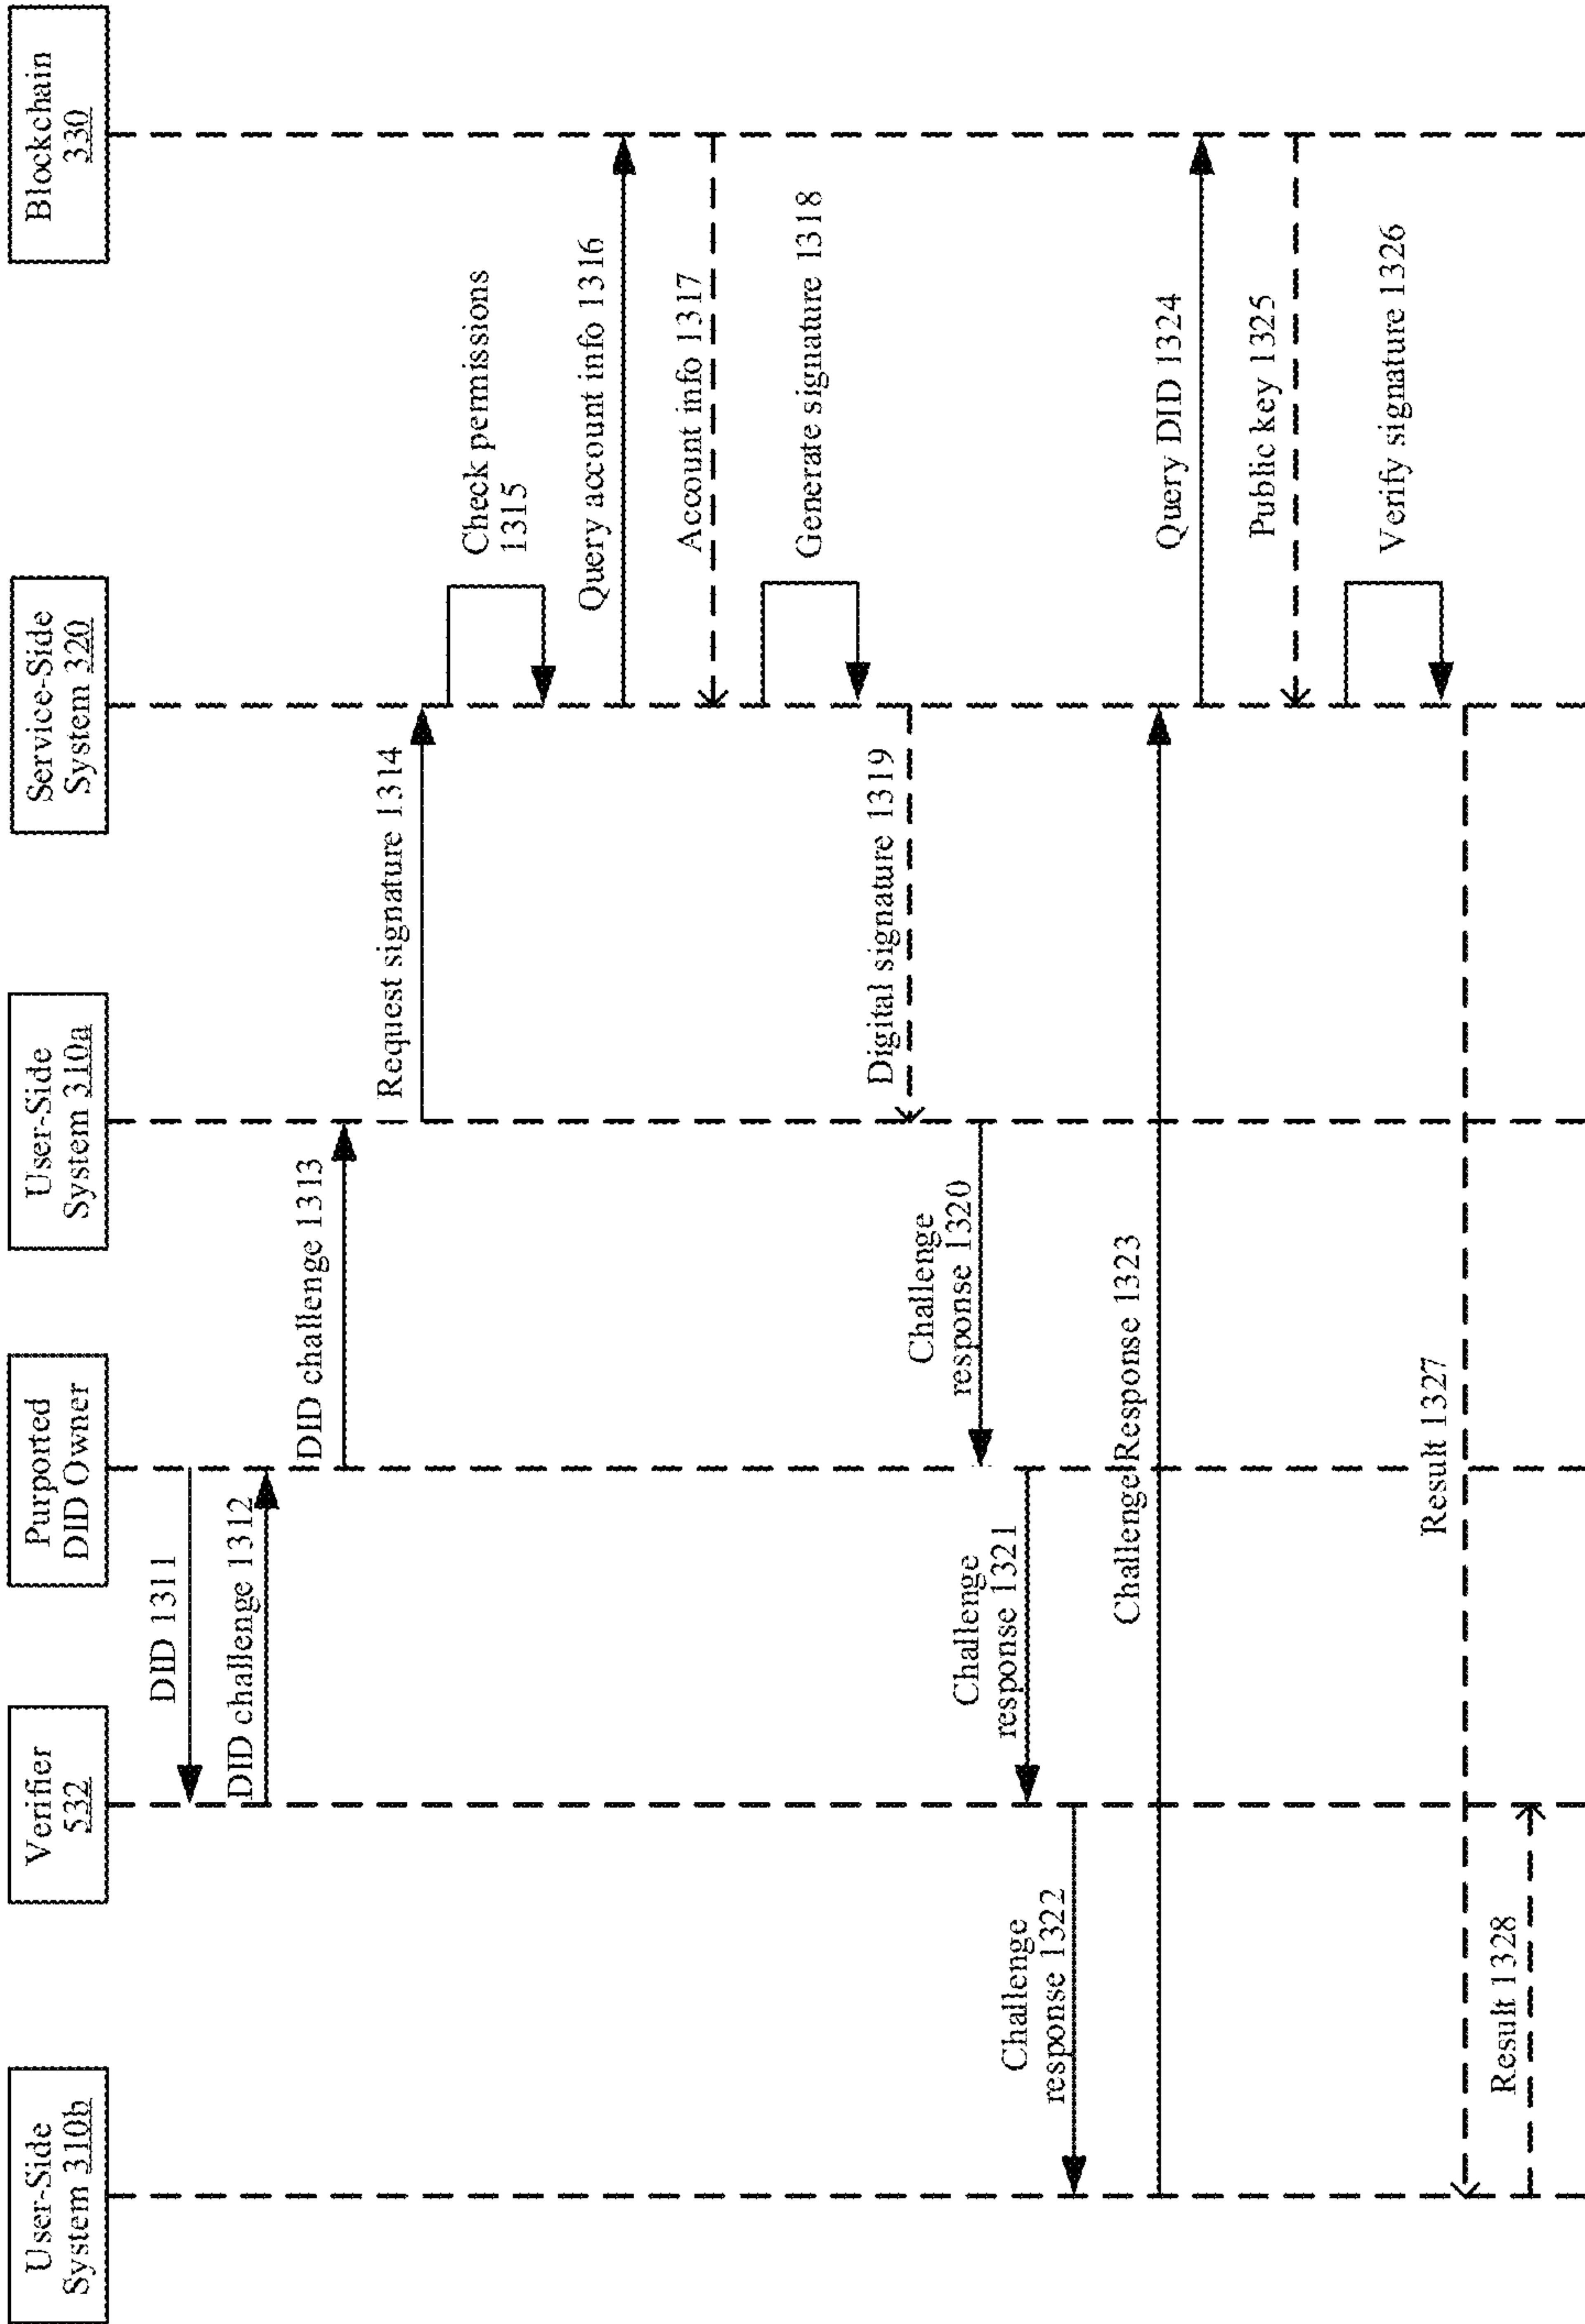 User-Side
System 310b
Verifier
532
Purported
DID Owner
User-Side
System 310a
Service-Side
System 320
Blockchain
330
DID 1311
DID challenge 1312
DID challenge 1313
Request signature 1314
Check permissions
1315
Query account info 1316
Account info 1317
Generate signature 1318
Digital signature 1319
Challenge
response 1320
Challenge
response 1321
Challenge
response 1322
Challenge Response 1323
Query DID 1324
Public key 1325
Verify signature 1326
Result 1327
Result 1328